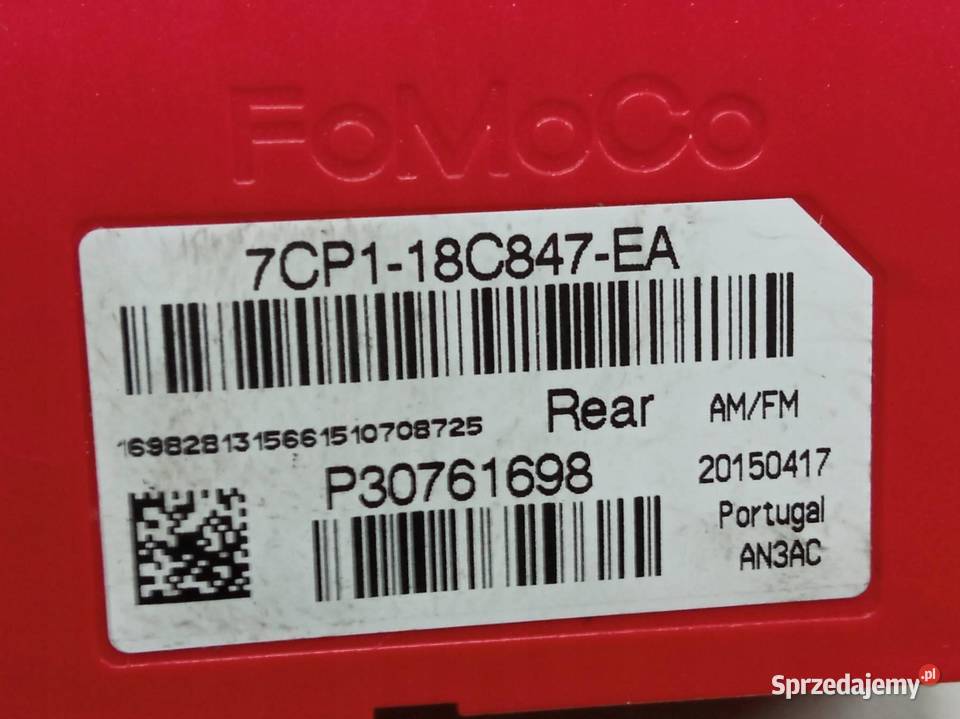 FoMoCo
7CP1-18C847-EA
Rear AM/FM
1698281315661510708725
P30761698 20150417
Portugal
AN3AC
Sprzedajemy.pl